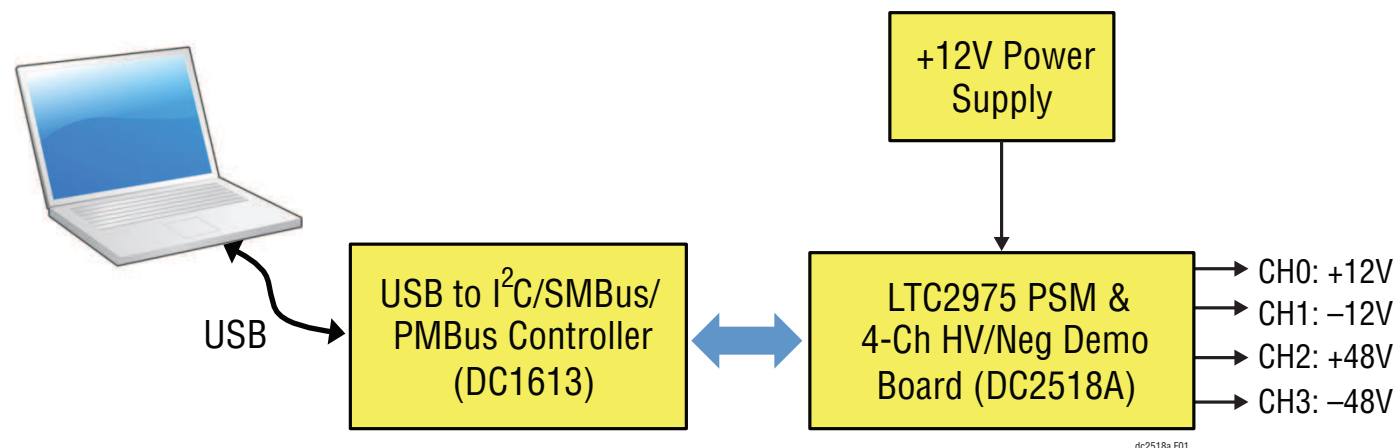 +12V Power
Supply
USB
USB to I²C/SMBus/
PMBus Controller
(DC1613)
LTC2975 PSM &
4-Ch HV/Neg Demo
Board (DC2518A)
CH0: +12V
CH1: –12V
CH2: +48V
CH3: –48V
dc2518a F01